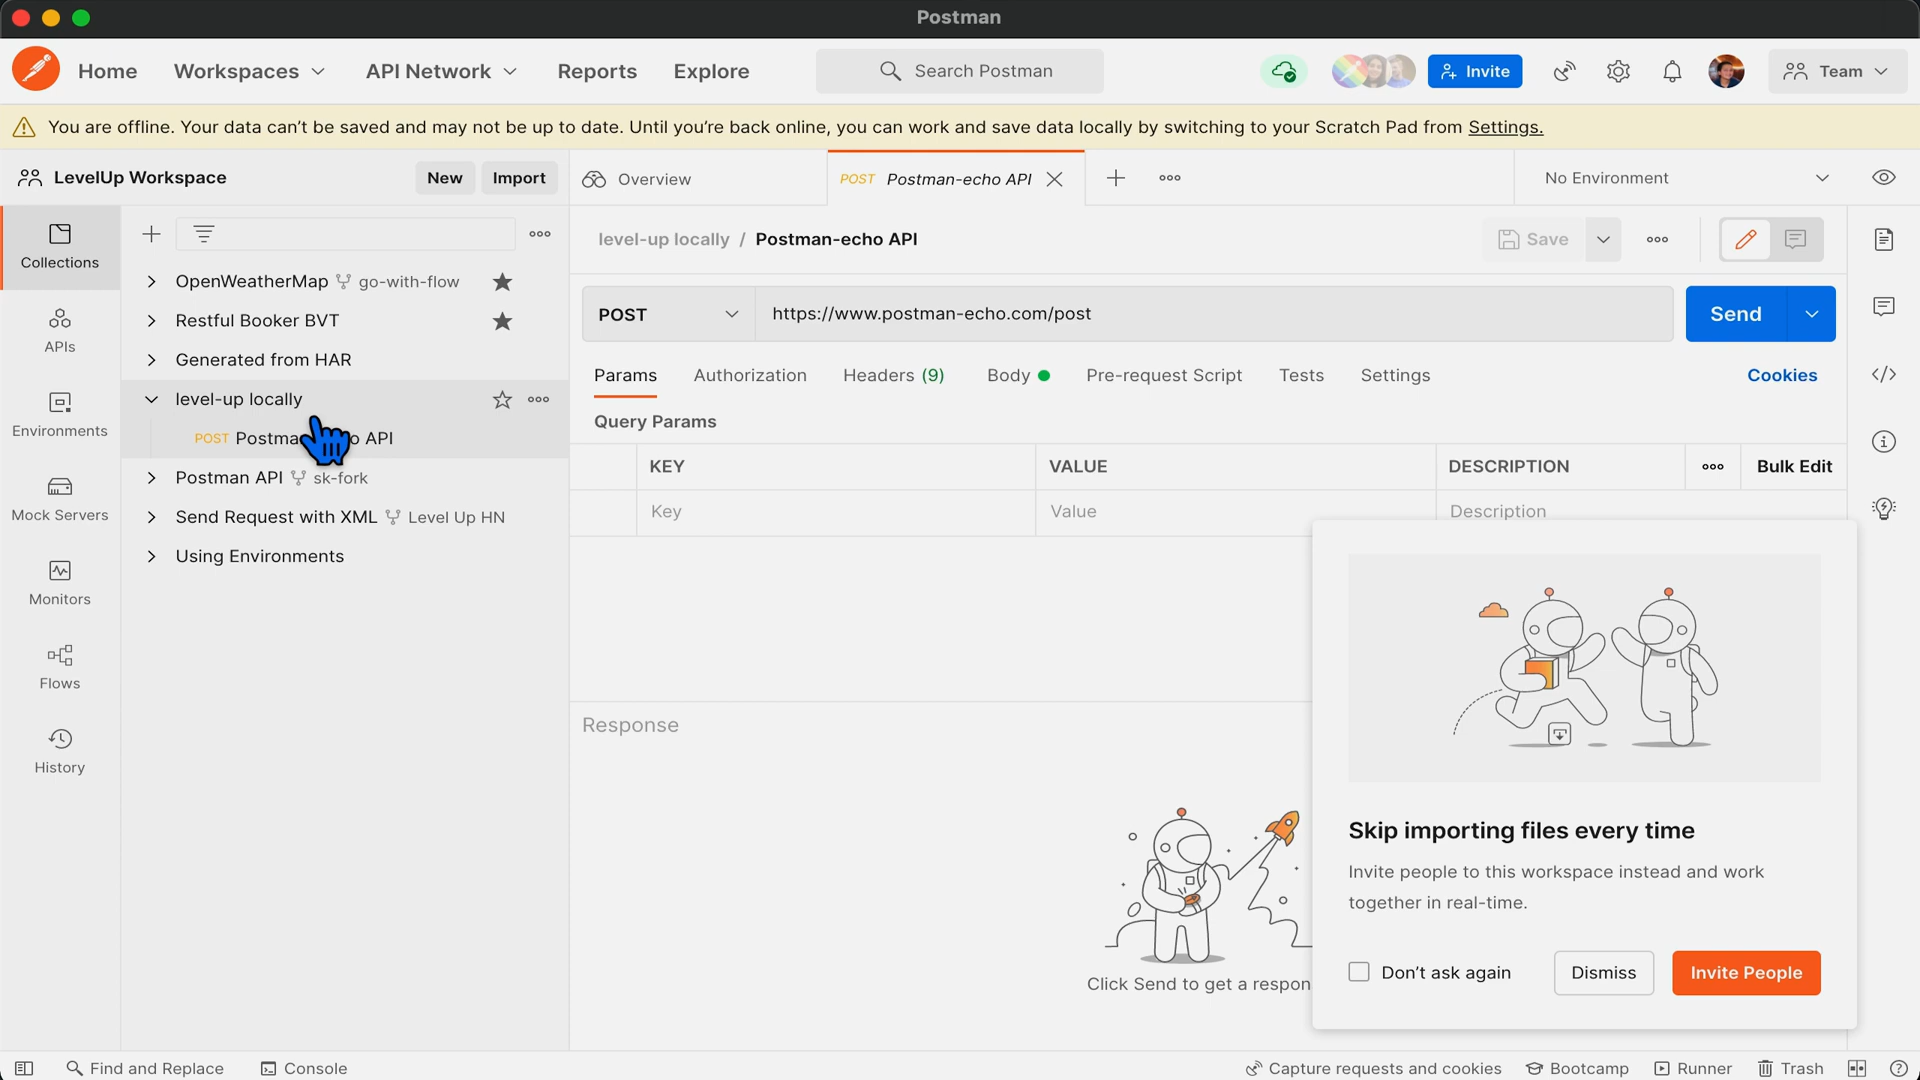 Postman
Home
Workspaces
API Network
Reports
Explore
Search Postman
Invite
Team
You are offline. Your data can't be saved and may not be up to date. Until you're back online, you can work and save data locally by switching to your Scratch Pad from Settings.
LevelUp Workspace
New
Import
Overview
POST Postman-echo API
No Environment
Collections
APIs
Environments
Mock Servers
Monitors
Flows
History
OpenWeatherMap go-with-flow
Restful Booker BVT
Generated from HAR
level-up locally
POST Postma o API
Postman API sk-fork
Send Request with XML Level Up HN
Using Environments
level-up locally / Postman-echo API
Save
POST
https://www.postman-echo.com/post
Send
Params
Authorization
Headers (9)
Body
Pre-request Script
Tests
Settings
Cookies
Query Params
KEY
VALUE
DESCRIPTION
Bulk Edit
Key
Value
Description
Response
Click Send to get a respon
Skip importing files every time
Invite people to this workspace instead and work
together in real-time.
Don't ask again
Dismiss
Invite People
Find and Replace
Console
Capture requests and cookies
Bootcamp
Runner
Trash